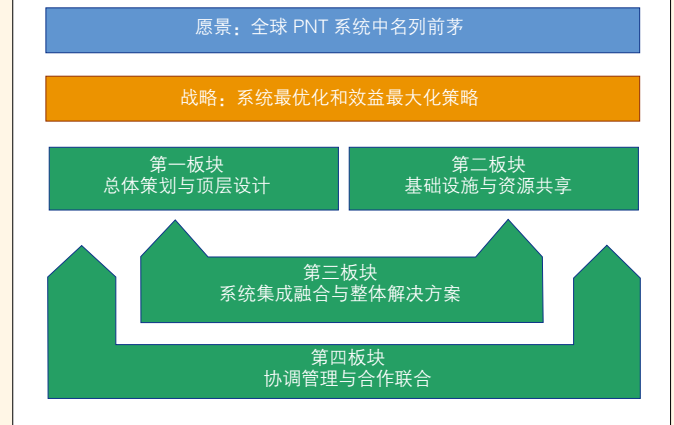 愿景：全球 PNT 系统中名列前茅
战略：系统最优化和效益最大化策略
第一板块
总体策划与顶层设计
第二板块
基础设施与资源共享
第三板块
系统集成融合与整体解决方案
第四板块
协调管理与合作联合